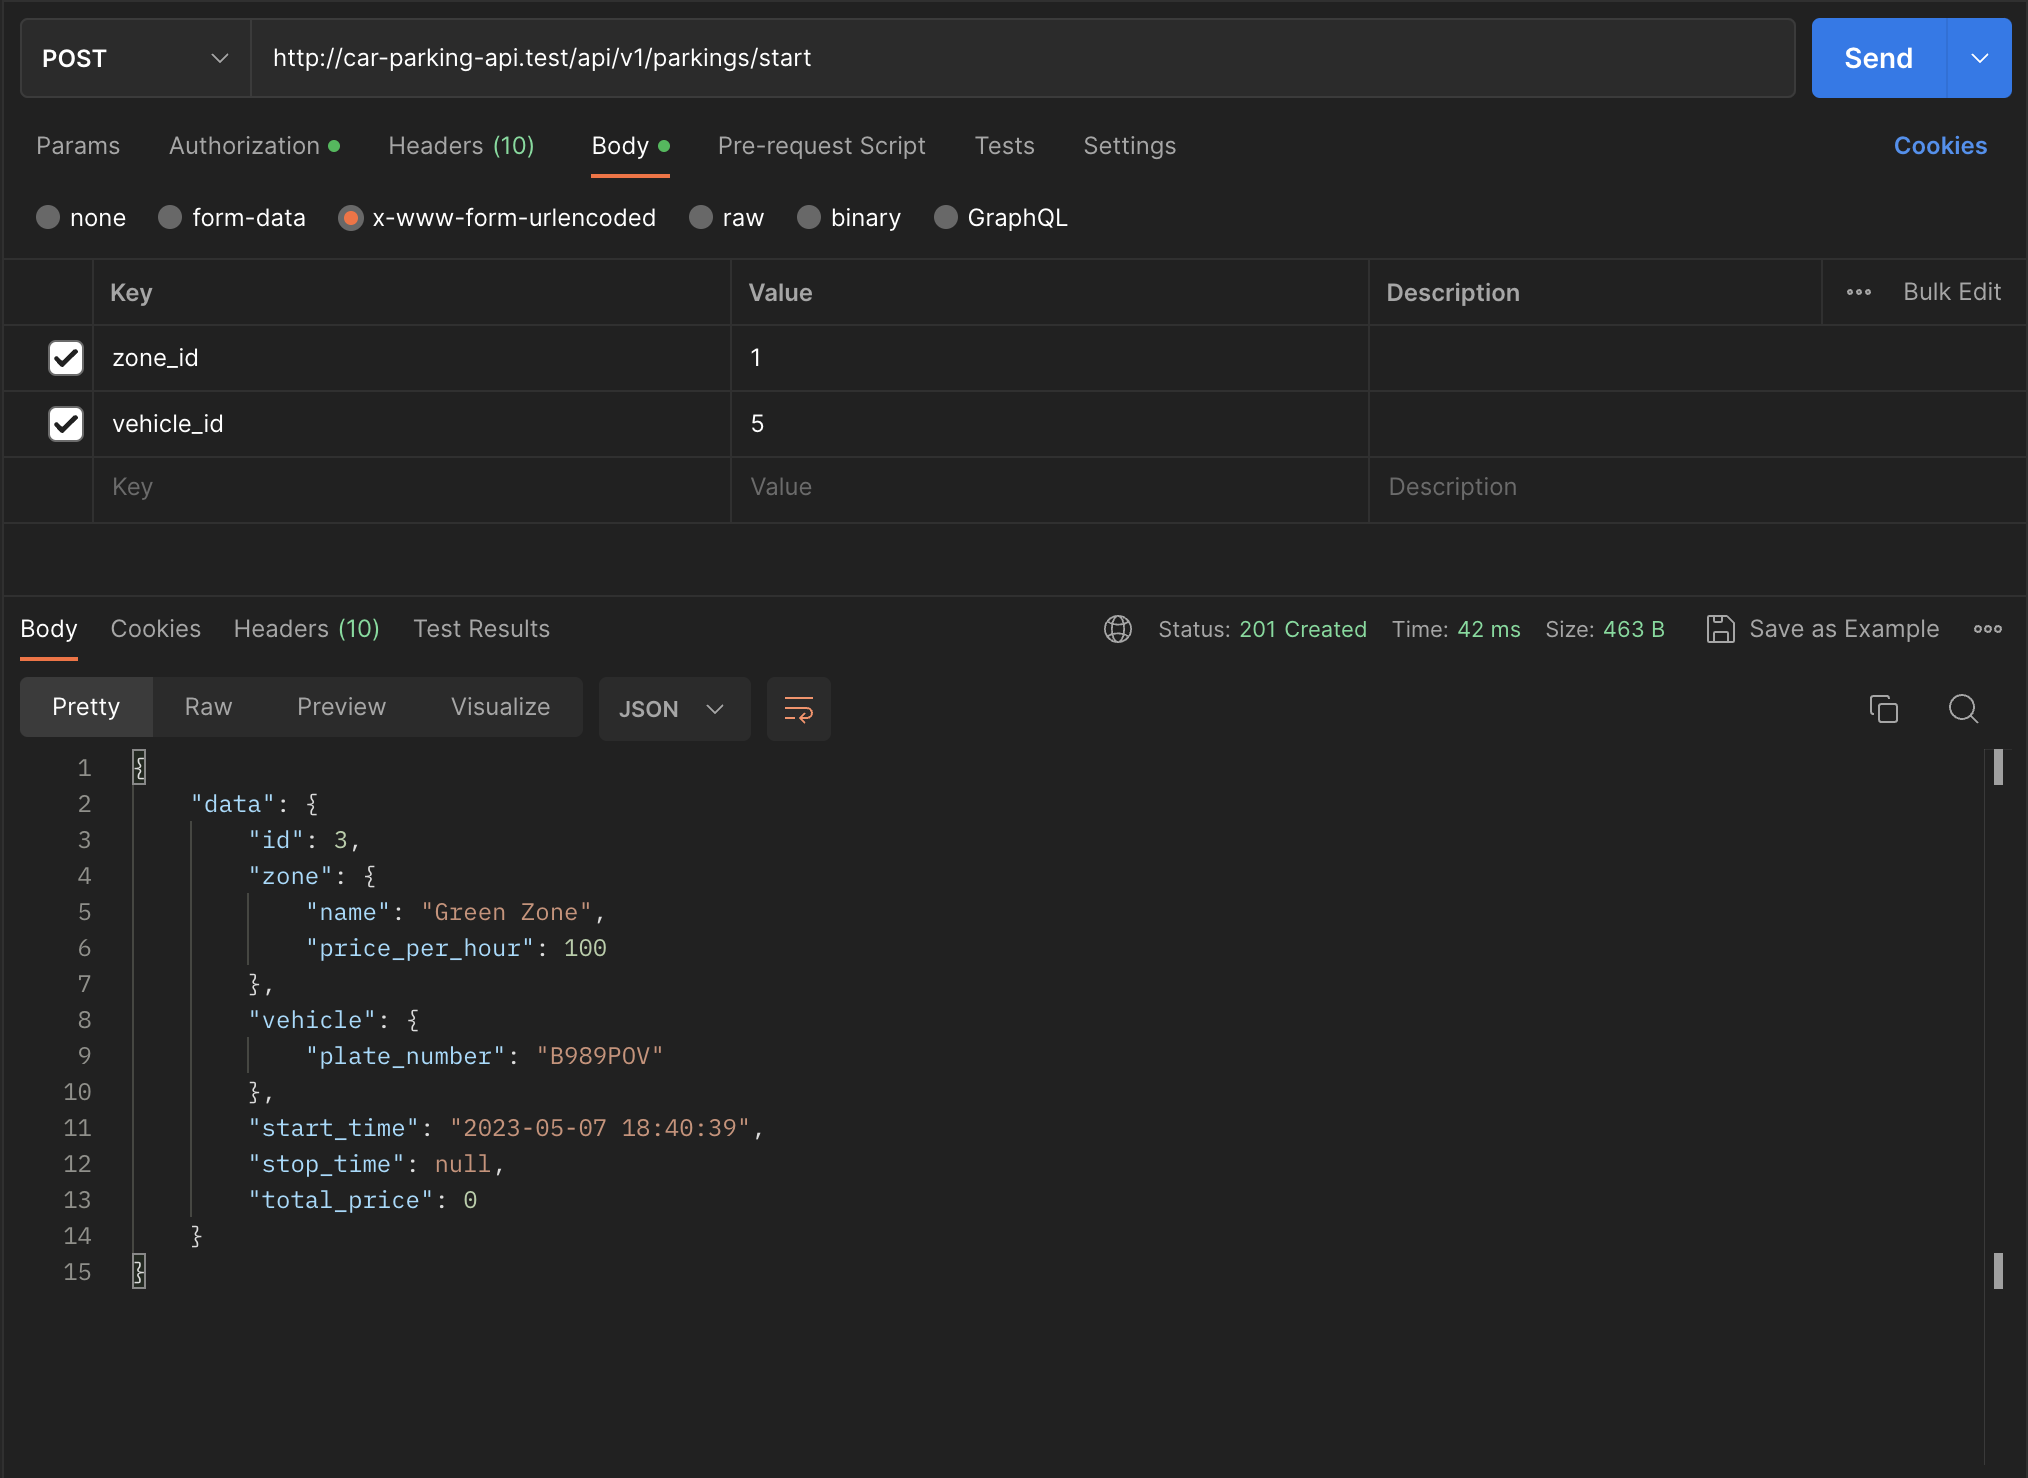 POST http://car-parking-api.test/api/v1/parkings/start Send
Params Authorization Headers (10) Body Pre-request Script Tests Settings Cookies
none form-data x-www-form-urlencoded raw binary GraphQL
Key Value Description Bulk Edit
zone_id 1
vehicle_id 5
Key Value Description
Body Cookies Headers (10) Test Results Status: 201 Created Time: 42 ms Size: 463 B Save as Example
Pretty Raw Preview Visualize JSON
1 {
2 "data": {
3 "id": 3,
4 "zone": {
5 "name": "Green Zone",
6 "price_per_hour": 100
7 },
8 "vehicle": {
9 "plate_number": "B989POV"
10 },
11 "start_time": "2023-05-07 18:40:39",
12 "stop_time": null,
13 "total_price": 0
14 }
15 }